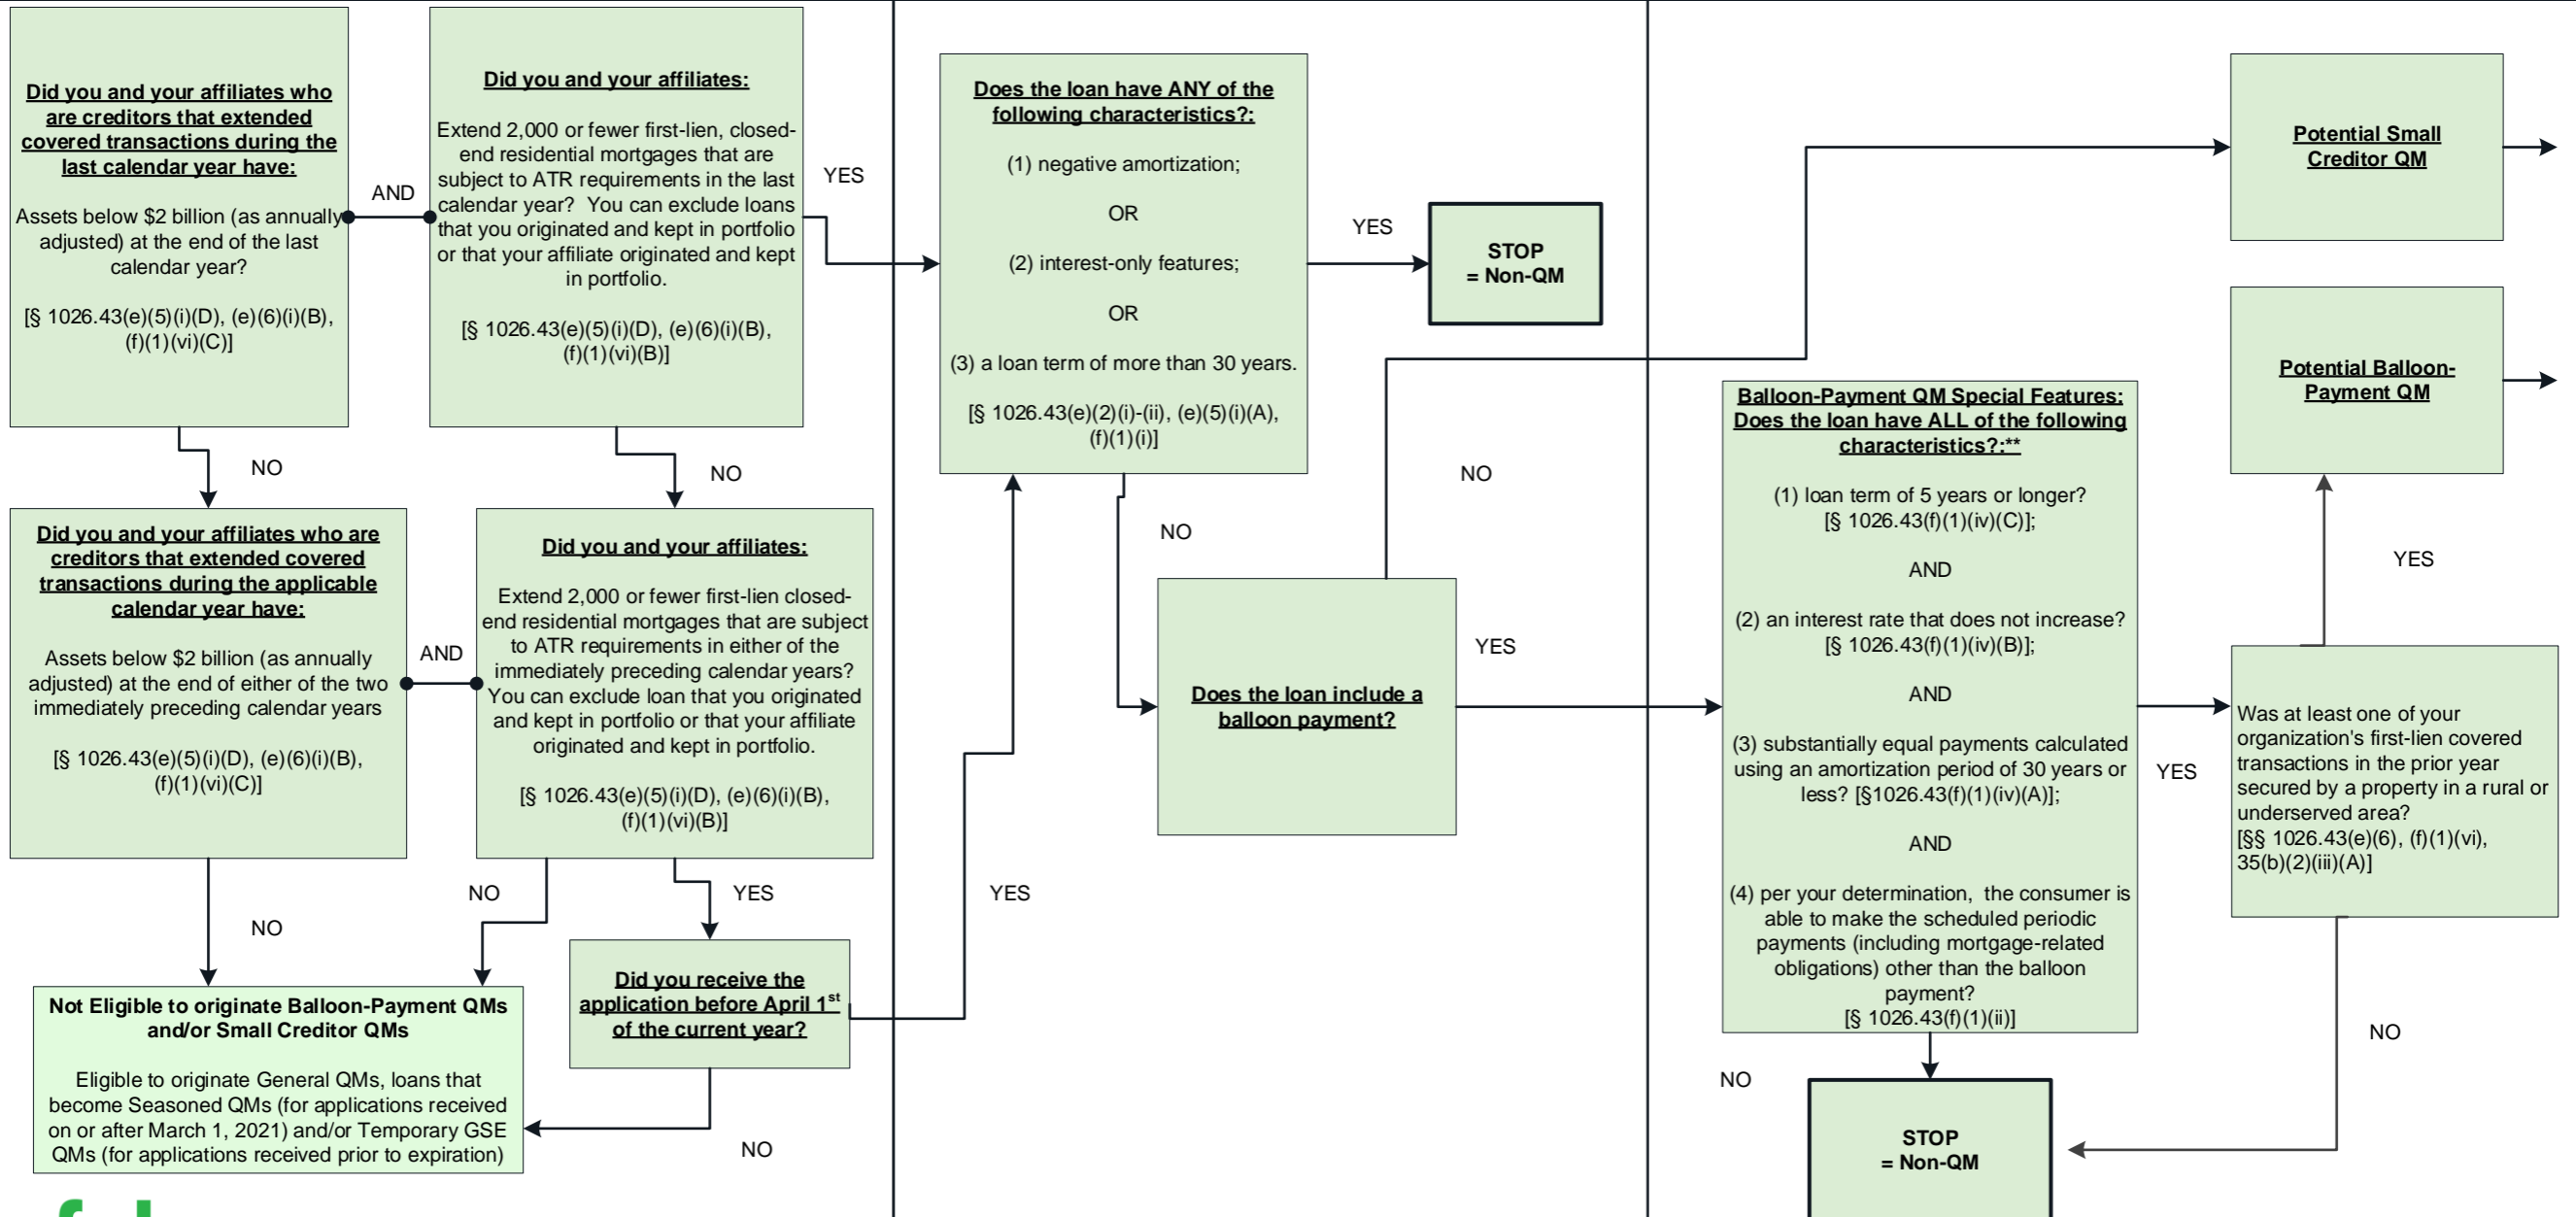 Did you and your affiliates who
are creditors that extended
covered transactions during the
last calendar year have:
Assets below $2 billion (as annually
adjusted) at the end of the last
calendar year?
[§ 1026.43(e)(5)(i)(D), (e)(6)(i)(B),
(f)(1)(vi)(C)]
AND
Did you and your affiliates:
Extend 2,000 or fewer first-lien, closed-
end residential mortgages that are
subject to ATR requirements in the last
calendar year?  You can exclude loans
that you originated and kept in portfolio
or that your affiliate originated and kept
in portfolio.
[§ 1026.43(e)(5)(i)(D), (e)(6)(i)(B),
(f)(1)(vi)(B)]
YES
NO
NO
Did you and your affiliates who are
creditors that extended covered
transactions during the applicable
calendar year have:
Assets below $2 billion (as annually
adjusted) at the end of either of the two
immediately preceding calendar years
[§ 1026.43(e)(5)(i)(D), (e)(6)(i)(B),
(f)(1)(vi)(C)]
AND
Did you and your affiliates:
Extend 2,000 or fewer first-lien closed-
end residential mortgages that are subject
to ATR requirements in either of the
immediately preceding calendar years?
You can exclude loan that you originated
and kept in portfolio or that your affiliate
originated and kept in portfolio.
[§ 1026.43(e)(5)(i)(D), (e)(6)(i)(B),
(f)(1)(vi)(B)]
NO
NO
YES
Did you receive the
application before April 1st
of the current year?
YES
NO
Not Eligible to originate Balloon-Payment QMs
and/or Small Creditor QMs
Eligible to originate General QMs, loans that
become Seasoned QMs (for applications received
on or after March 1, 2021) and/or Temporary GSE
QMs (for applications received prior to expiration)
Does the loan have ANY of the
following characteristics?:
(1) negative amortization;
OR
(2) interest-only features;
OR
(3) a loan term of more than 30 years.
[§ 1026.43(e)(2)(i)-(ii), (e)(5)(i)(A),
(f)(1)(i)]
YES
STOP
= Non-QM
NO
Does the loan include a
balloon payment?
NO
YES
Balloon-Payment QM Special Features:
Does the loan have ALL of the following
characteristics?:**
(1) loan term of 5 years or longer?
[§ 1026.43(f)(1)(iv)(C)];
AND
(2) an interest rate that does not increase?
[§ 1026.43(f)(1)(iv)(B)];
AND
(3) substantially equal payments calculated
using an amortization period of 30 years or
less? [§1026.43(f)(1)(iv)(A)];
AND
(4) per your determination,  the consumer is
able to make the scheduled periodic
payments (including mortgage-related
obligations) other than the balloon
payment?
[§ 1026.43(f)(1)(ii)]
YES
NO
STOP
= Non-QM
Potential Small
Creditor QM
Potential Balloon-
Payment QM
YES
Was at least one of your
organization's first-lien covered
transactions in the prior year
secured by a property in a rural or
underserved area?
[§§ 1026.43(e)(6), (f)(1)(vi),
35(b)(2)(iii)(A)]
NO